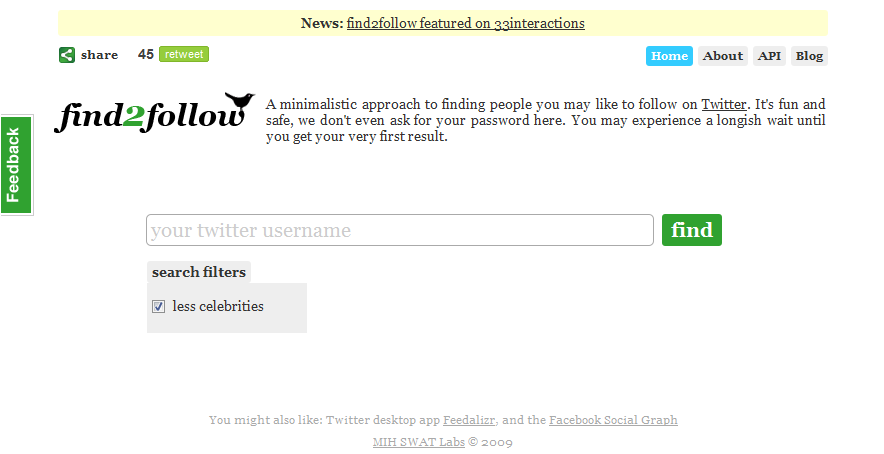 News: find2follow featured on 33interactions
share 45 retweet Home About API Blog
find2follow
A minimalistic approach to finding people you may like to follow on Twitter. It's fun and
safe, we don't even ask for your password here. You may experience a longish wait until
you get your very first result.
Feedback
your twitter username find
search filters
less celebrities
You might also like: Twitter desktop app Feedalizr, and the Facebook Social Graph
MIH SWAT Labs © 2009